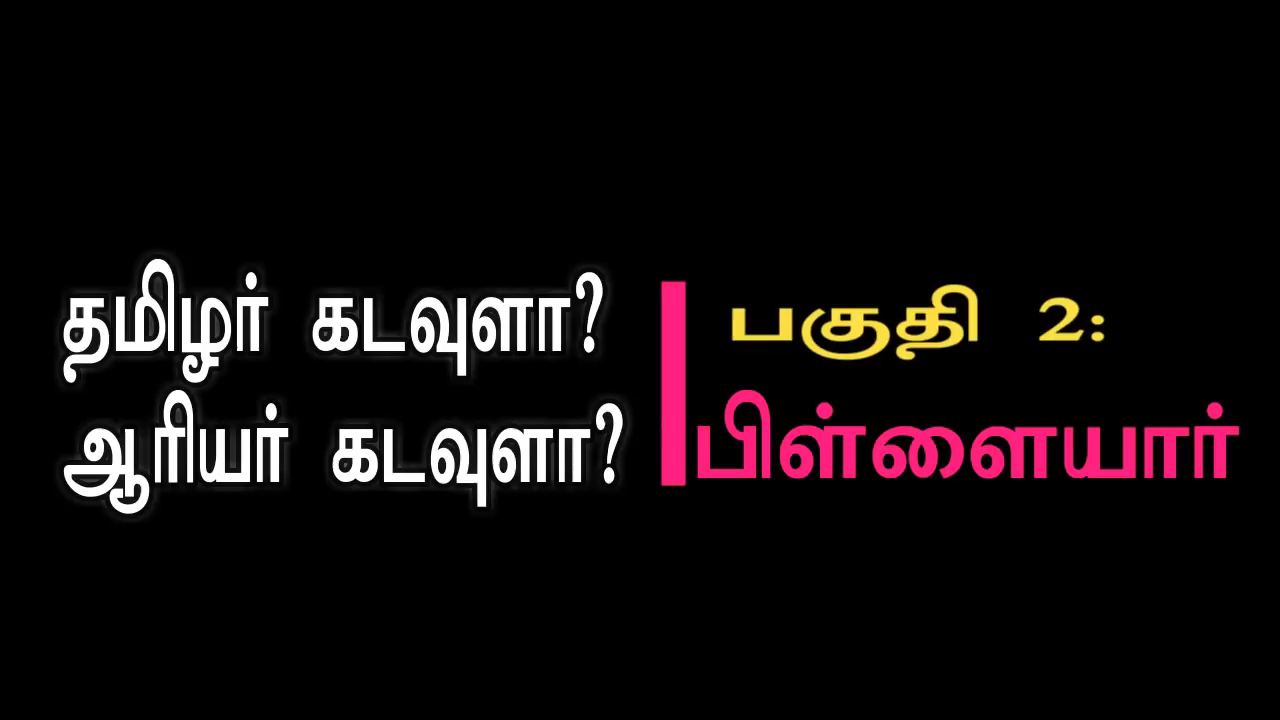 தமிழர் கடவுளா?
ஆரியர் கடவுளா?
பகுதி 2:
பிள்ளையார்